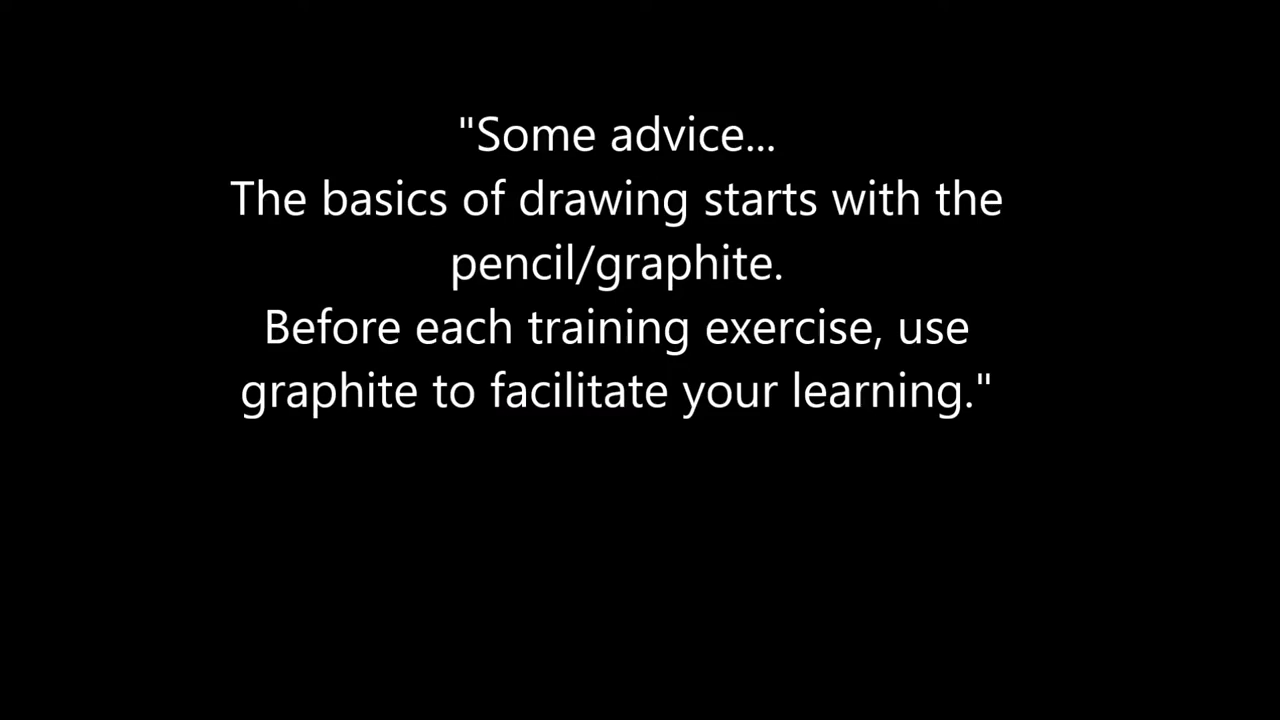 "Some advice...
The basics of drawing starts with the
pencil/graphite.
Before each training exercise, use
graphite to facilitate your learning."